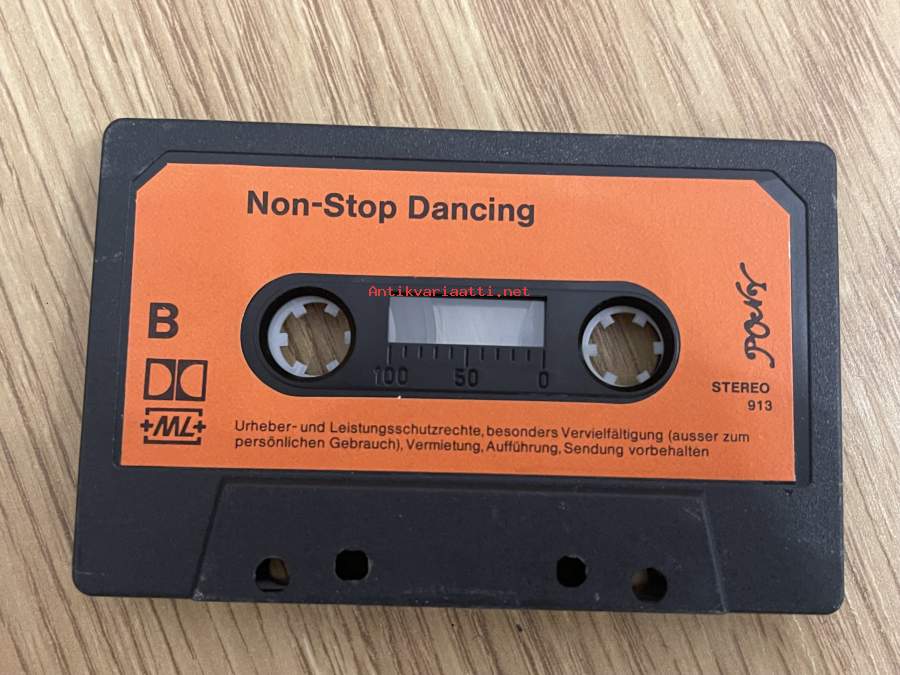 Non-Stop Dancing
Antikvariaatti.net
B
100 50 0
STEREO
913
+ML+
Urheber- und Leistungsschutzrechte, besonders Vervielfältigung (ausser zum
persönlichen Gebrauch), Vermietung, Aufführung, Sendung vorbehalten